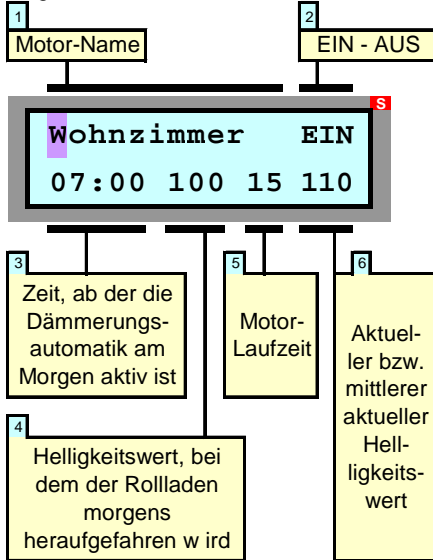 1
Motor-Name
2
EIN - AUS
S
Wohnzimmer EIN
07:00 100 15 110
3
Zeit, ab der die
Dämmerungs-
automatik am
Morgen aktiv ist
4
Helligkeitswert, bei
dem der Rollladen
morgens
heraufgefahren w ird
5
Motor-
Laufzeit
6
Aktuel-
ler bzw.
mittlerer
aktueller
Hell-
ligkeits-
wert